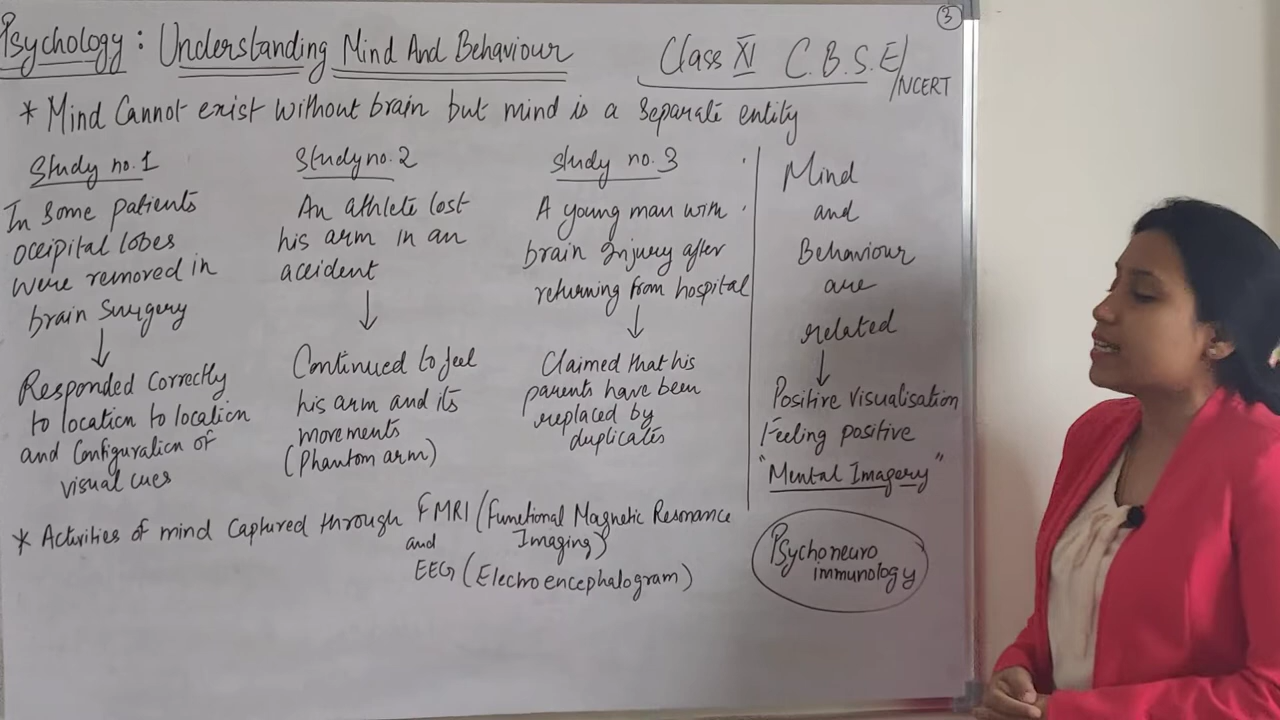 3
Psychology: Understanding Mind And Behaviour
Class XI C.B.S.E/NCERT
* Mind Cannot exist Without brain but mind is a separate entity
Study no. 1
In some patients
occipital lobes
were removed in
brain surgery
Responded correctly
to location to location
and Configuration of
visual cues
Study no. 2
An athlete lost
his arm in an
accident
Continued to feel
his arm and its
movements
(Phantom arm)
Study no. 3
A young man with
brain Injury after
returning from hospital
Claimed that his
parents have been
replaced by
duplicates
Mind
and
Behaviour
are
related
Positive Visualisation
Feeling positive
"Mental Imagery"
Psychoneuro
immunology
* Activities of mind Captured through FMRI (Functional Magnetic Resonance
and Imaging)
EEG (Electroencephalogram)